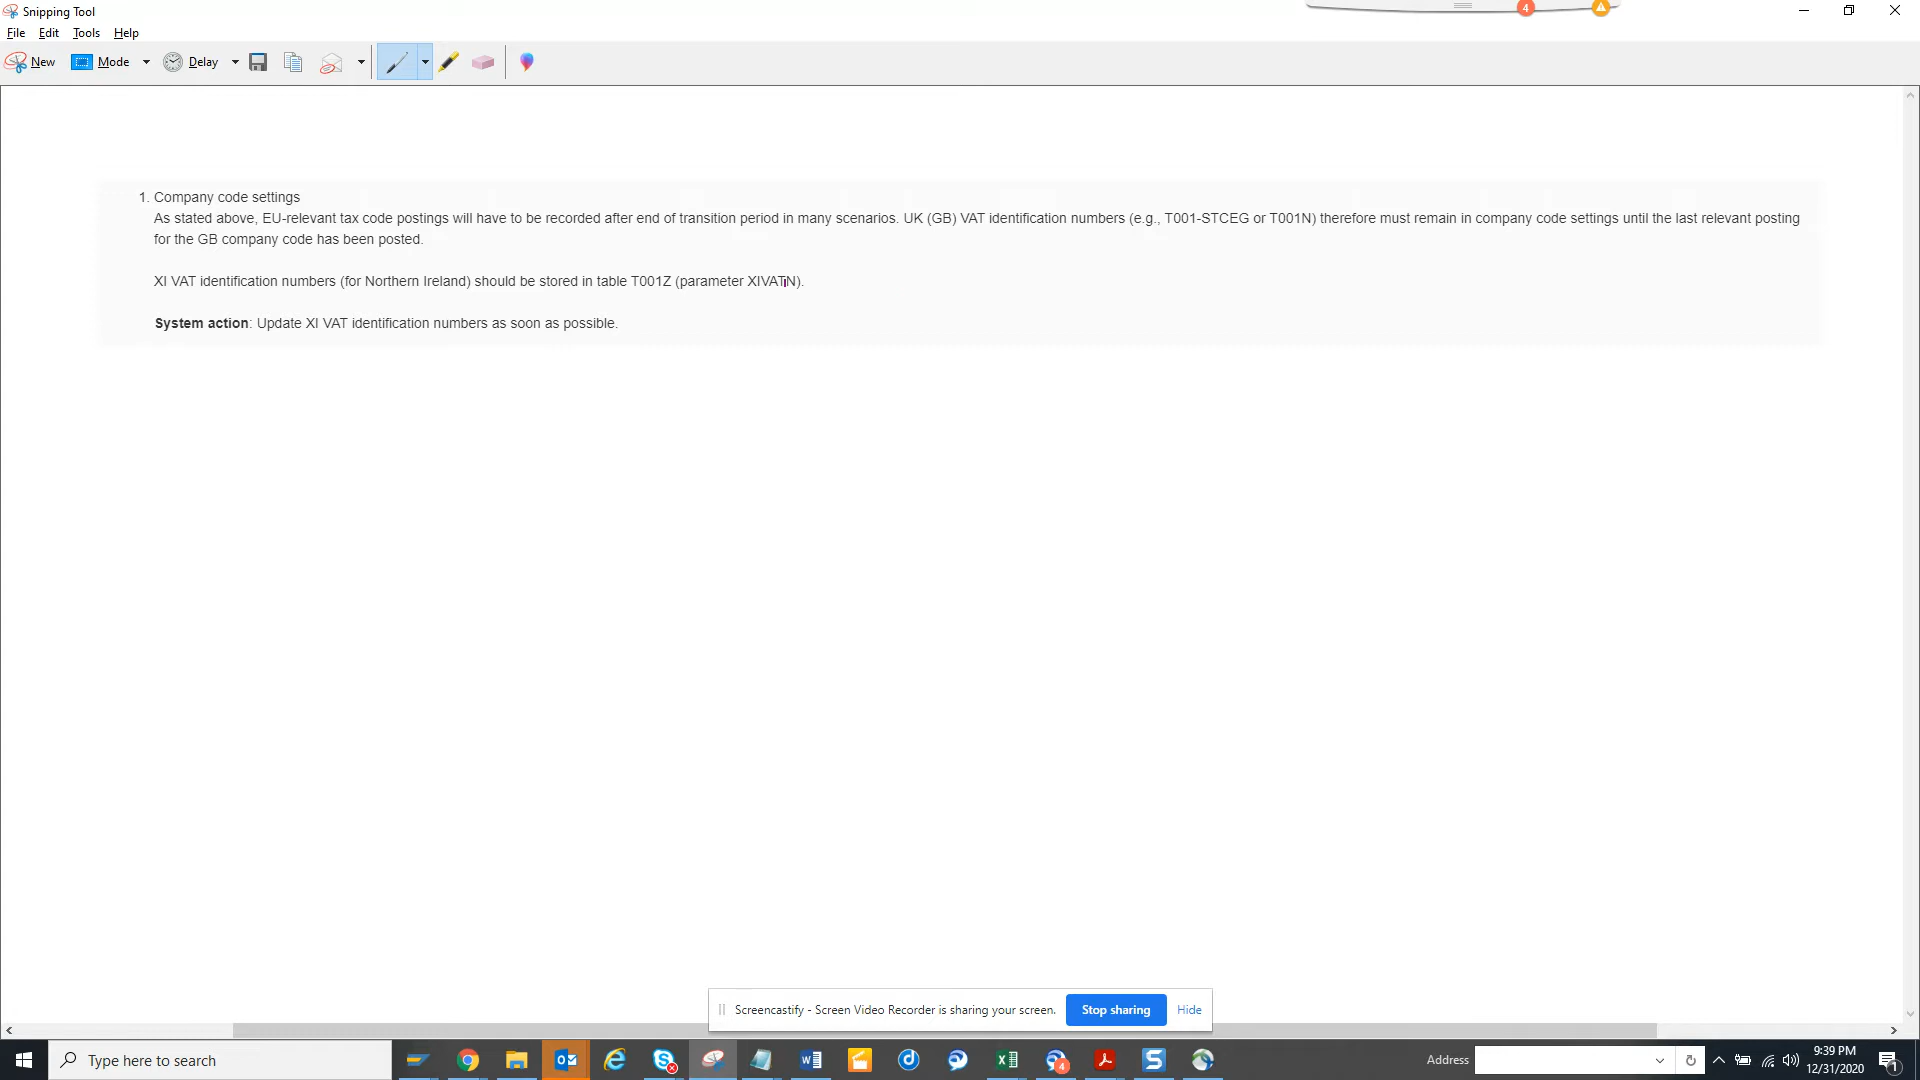 Snipping Tool
4
File Edit Tools Help
New Mode Delay
1. Company code settings
As stated above, EU-relevant tax code postings will have to be recorded after end of transition period in many scenarios. UK (GB) VAT identification numbers (e.g., T001-STCEG or T001N) therefore must remain in company code settings until the last relevant posting
for the GB company code has been posted.
XI VAT identification numbers (for Northern Ireland) should be stored in table T001Z (parameter XIVATIN).
System action: Update XI VAT identification numbers as soon as possible.
Screencastify - Screen Video Recorder is sharing your screen. Stop sharing Hide
Type here to search
4
Address
9:39 PM
12/31/2020
1